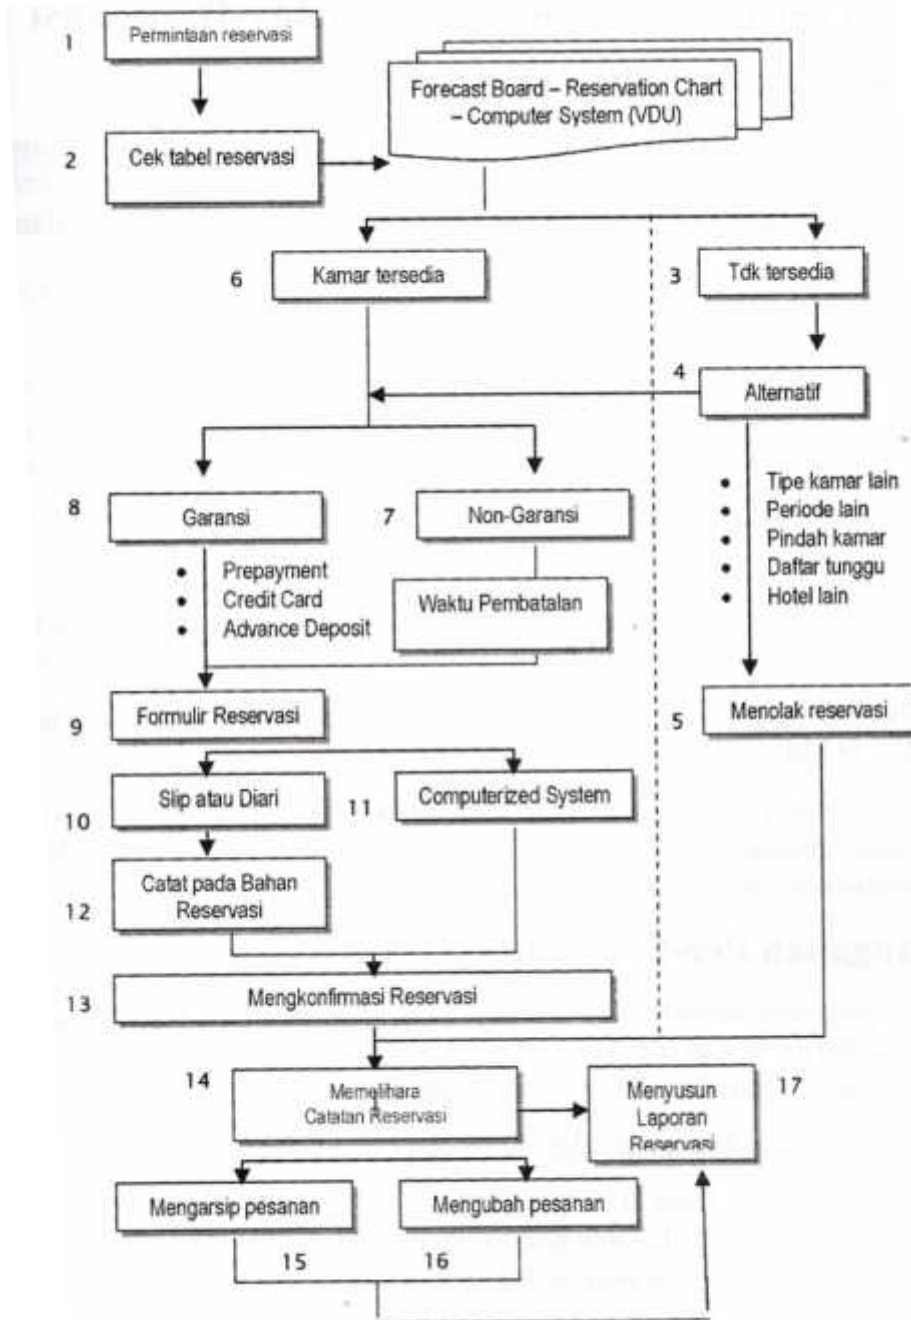 1
Permintaan reservasi
Forecast Board – Reservation Chart
– Computer System (VDU)
2
Cek tabel reservasi
6
Kamar tersedia
3
Tdk tersedia
4
Alternatif
• Tipe kamar lain
• Periode lain
• Pindah kamar
• Daftar tunggu
• Hotel lain
8
Garansi
7
Non-Garansi
• Prepayment
• Credit Card
• Advance Deposit
Waktu Pembatalan
9
Formulir Reservasi
5
Menolak reservasi
10
Slip atau Diari
11
Computerized System
12
Catat pada Bahan
Reservasi
13
Mengkonfirmasi Reservasi
14
Memelihara
Catatan Reservasi
17
Menyusun
Laporan
Reservasi
Mengarsip pesanan
Mengubah pesanan
15
16